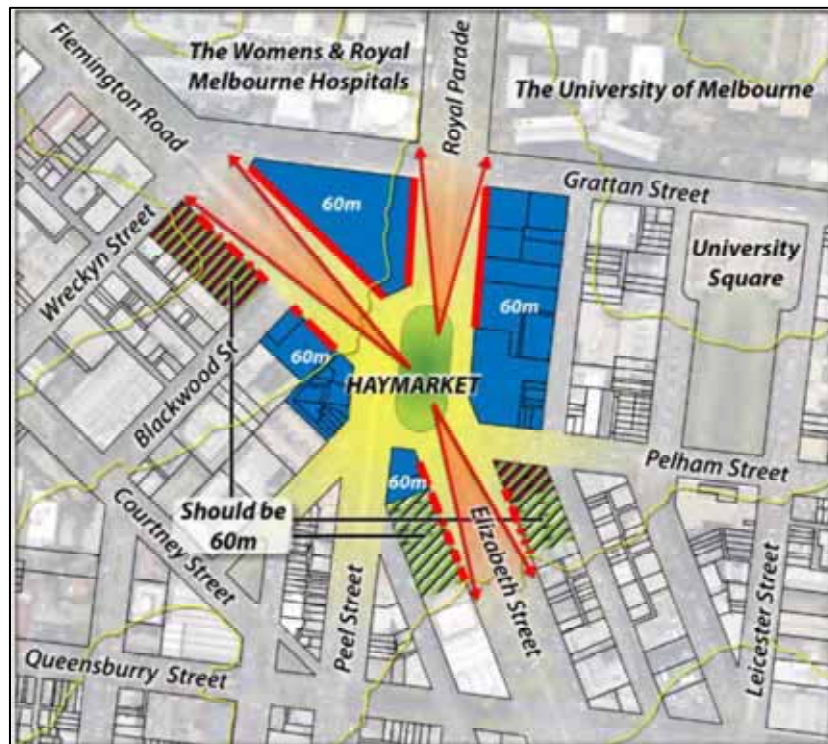 Flemington Road
The Womens & Royal
Melbourne Hospitals
Royal Parade
The University of Melbourne
Grattan Street
60m
Wreckyn Street
University
Square
60m
60m
Blackwood St
HAYMARKET
Pelham Street
60m
Should be
60m
Courtney Street
Elizabeth Street
Peel Street
Leicester Street
Queensburry Street